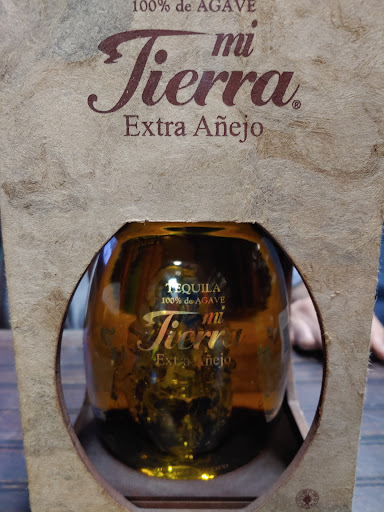 100% de AGAVE
mi
Tierra®
Extra Añejo
TEQUILA
100% de AGAVE
mi
Tierra
Extra Añejo